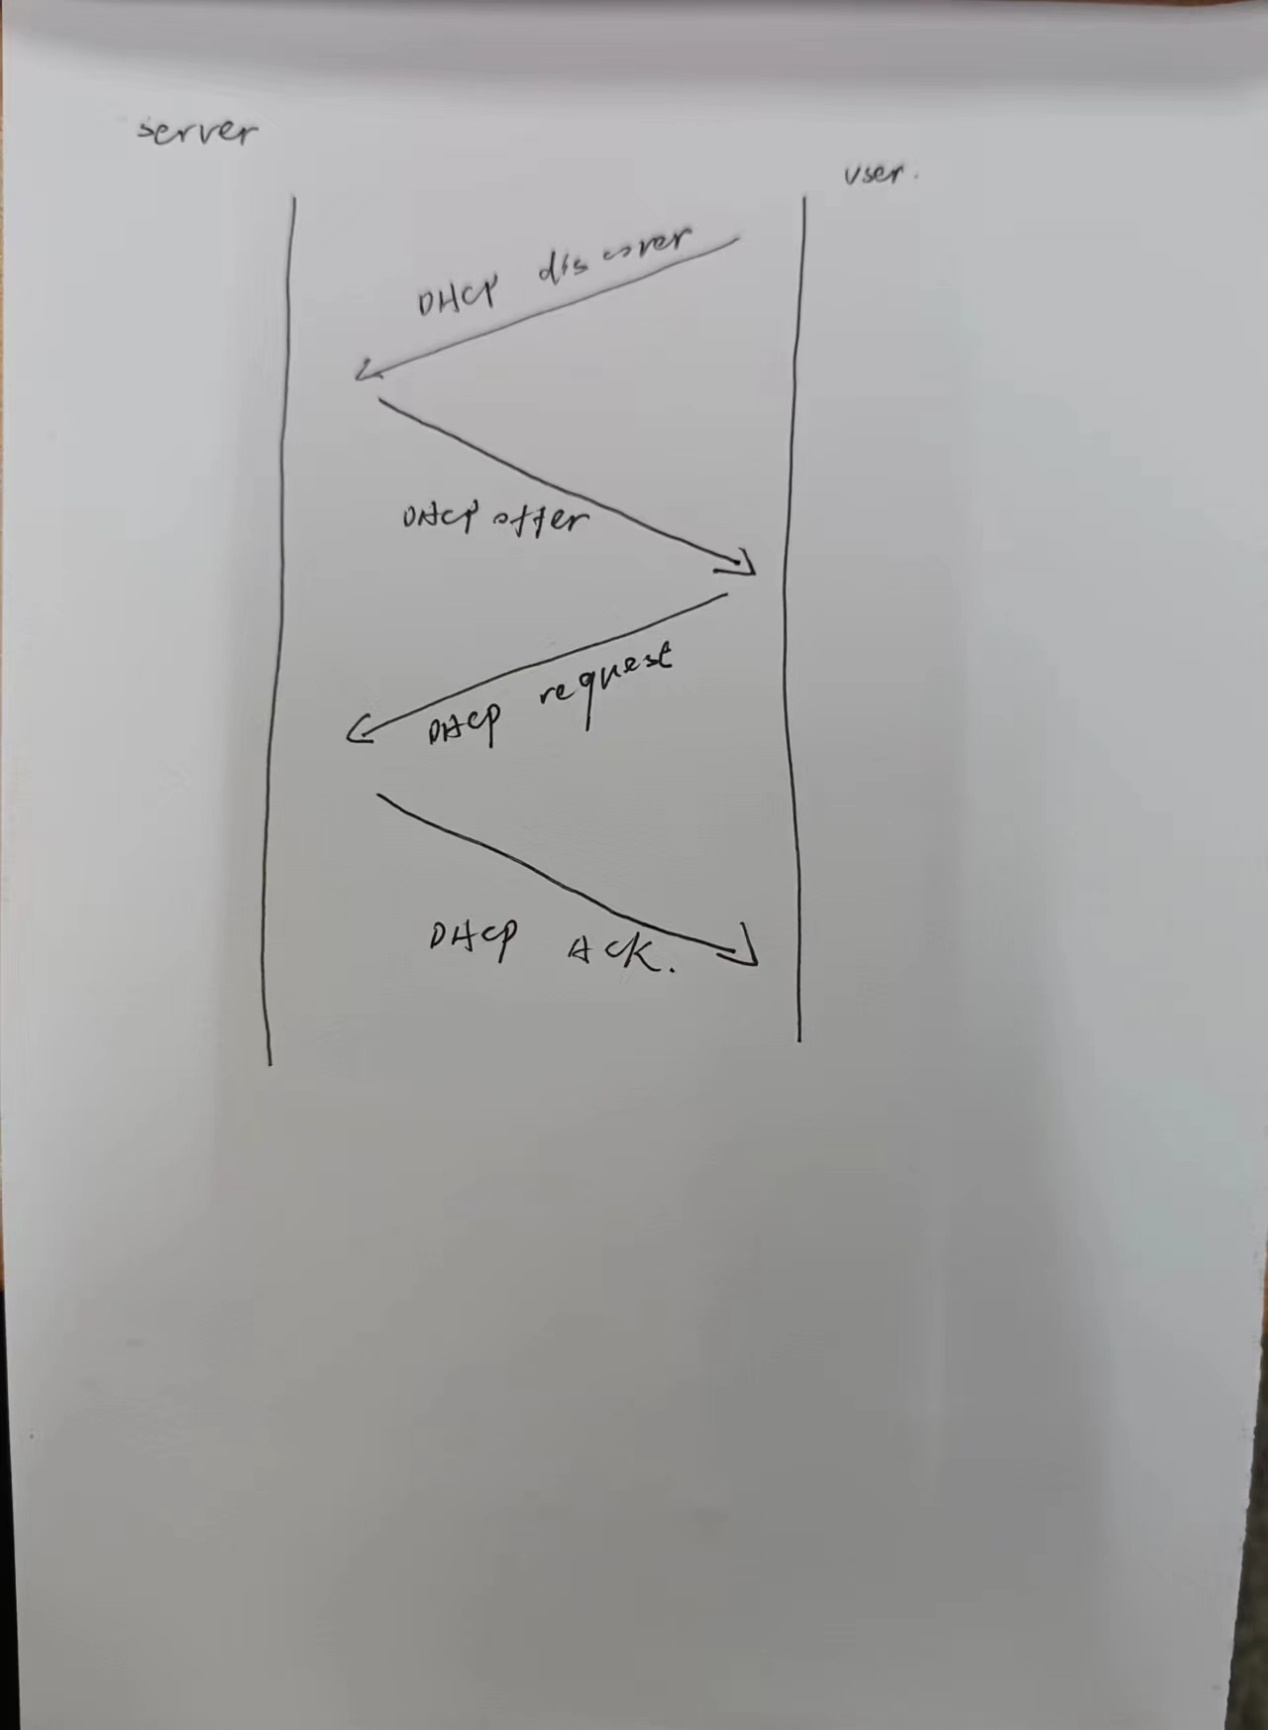 server
user.
DHCP discover
DHCP offer
DHCP request
DHCP ACK.